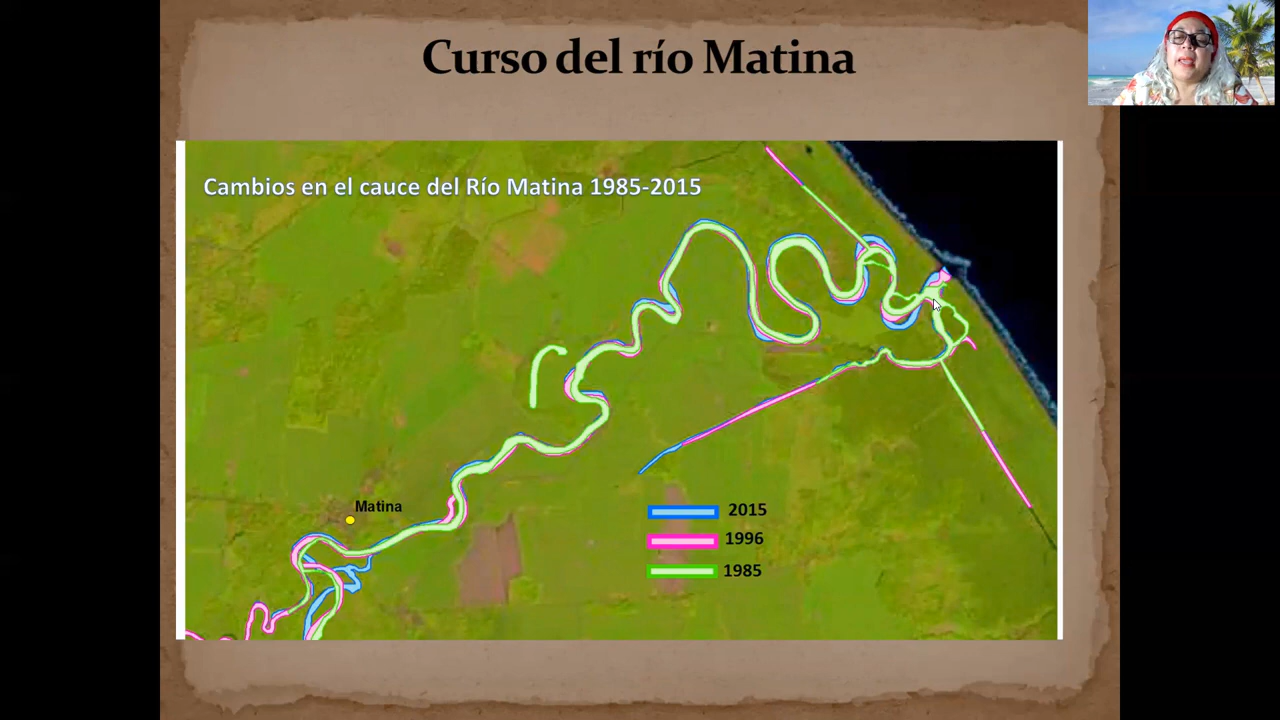 Curso del río Matina
Cambios en el cauce del Río Matina 1985-2015
Matina
2015
1996
1985